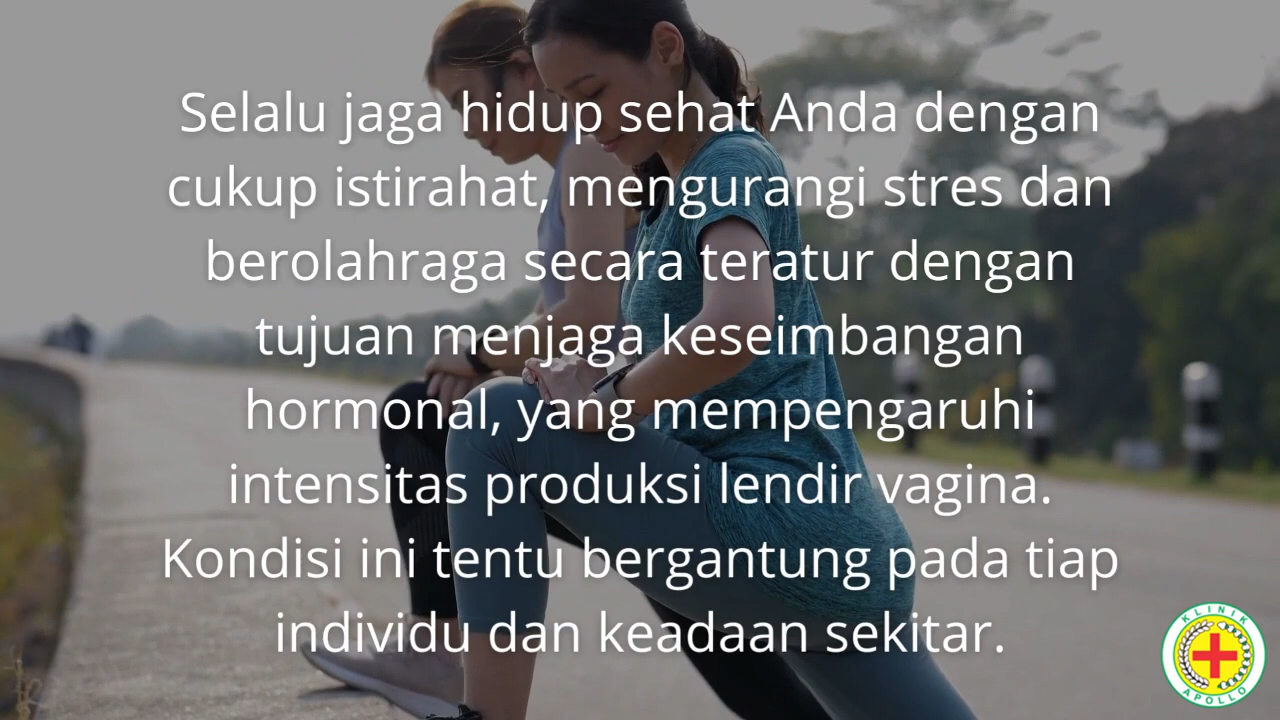 Selalu jaga hidup sehat Anda dengan
cukup istirahat, mengurangi stres dan
berolahraga secara teratur dengan
tujuan menjaga keseimbangan
hormonal, yang mempengaruhi
intensitas produksi lendir vagina.
Kondisi ini tentu bergantung pada tiap
individu dan keadaan sekitar.
KLINIK
APOLLO